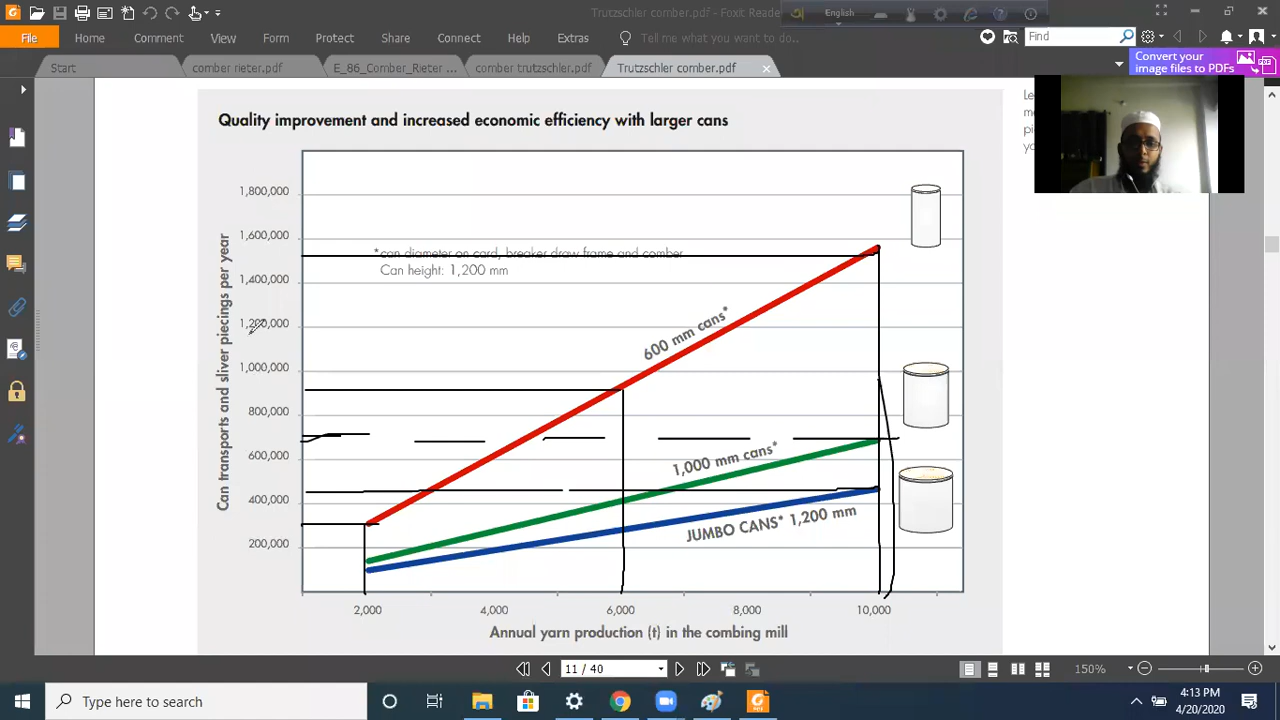 Trutzschler comber.pdf - Foxit Reade
English
File Home Comment View Form Protect Share Connect Help Extras Tell me what you want to do.. Find
Start comber rieter.pdf E_86_Comber_Rieter... comber trutzschler.pdf Trutzschler comber.pdf
Convert your
image files to PDFs
Quality improvement and increased economic efficiency with larger cans
1,800,000
1,600,000
*can diameter on card, breaker draw frame and comber
Can height: 1,200 mm
1,400,000
1,200,000
1,000,000
800,000
600,000
400,000
200,000
Can transports and sliver piecings per year
600 mm cans*
1,000 mm cans*
JUMBO CANS* 1,200 mm
2,000 4,000 6,000 8,000 10,000
Annual yarn production (t) in the combing mill
11 / 40
150%
Type here to search
4:13 PM
4/20/2020